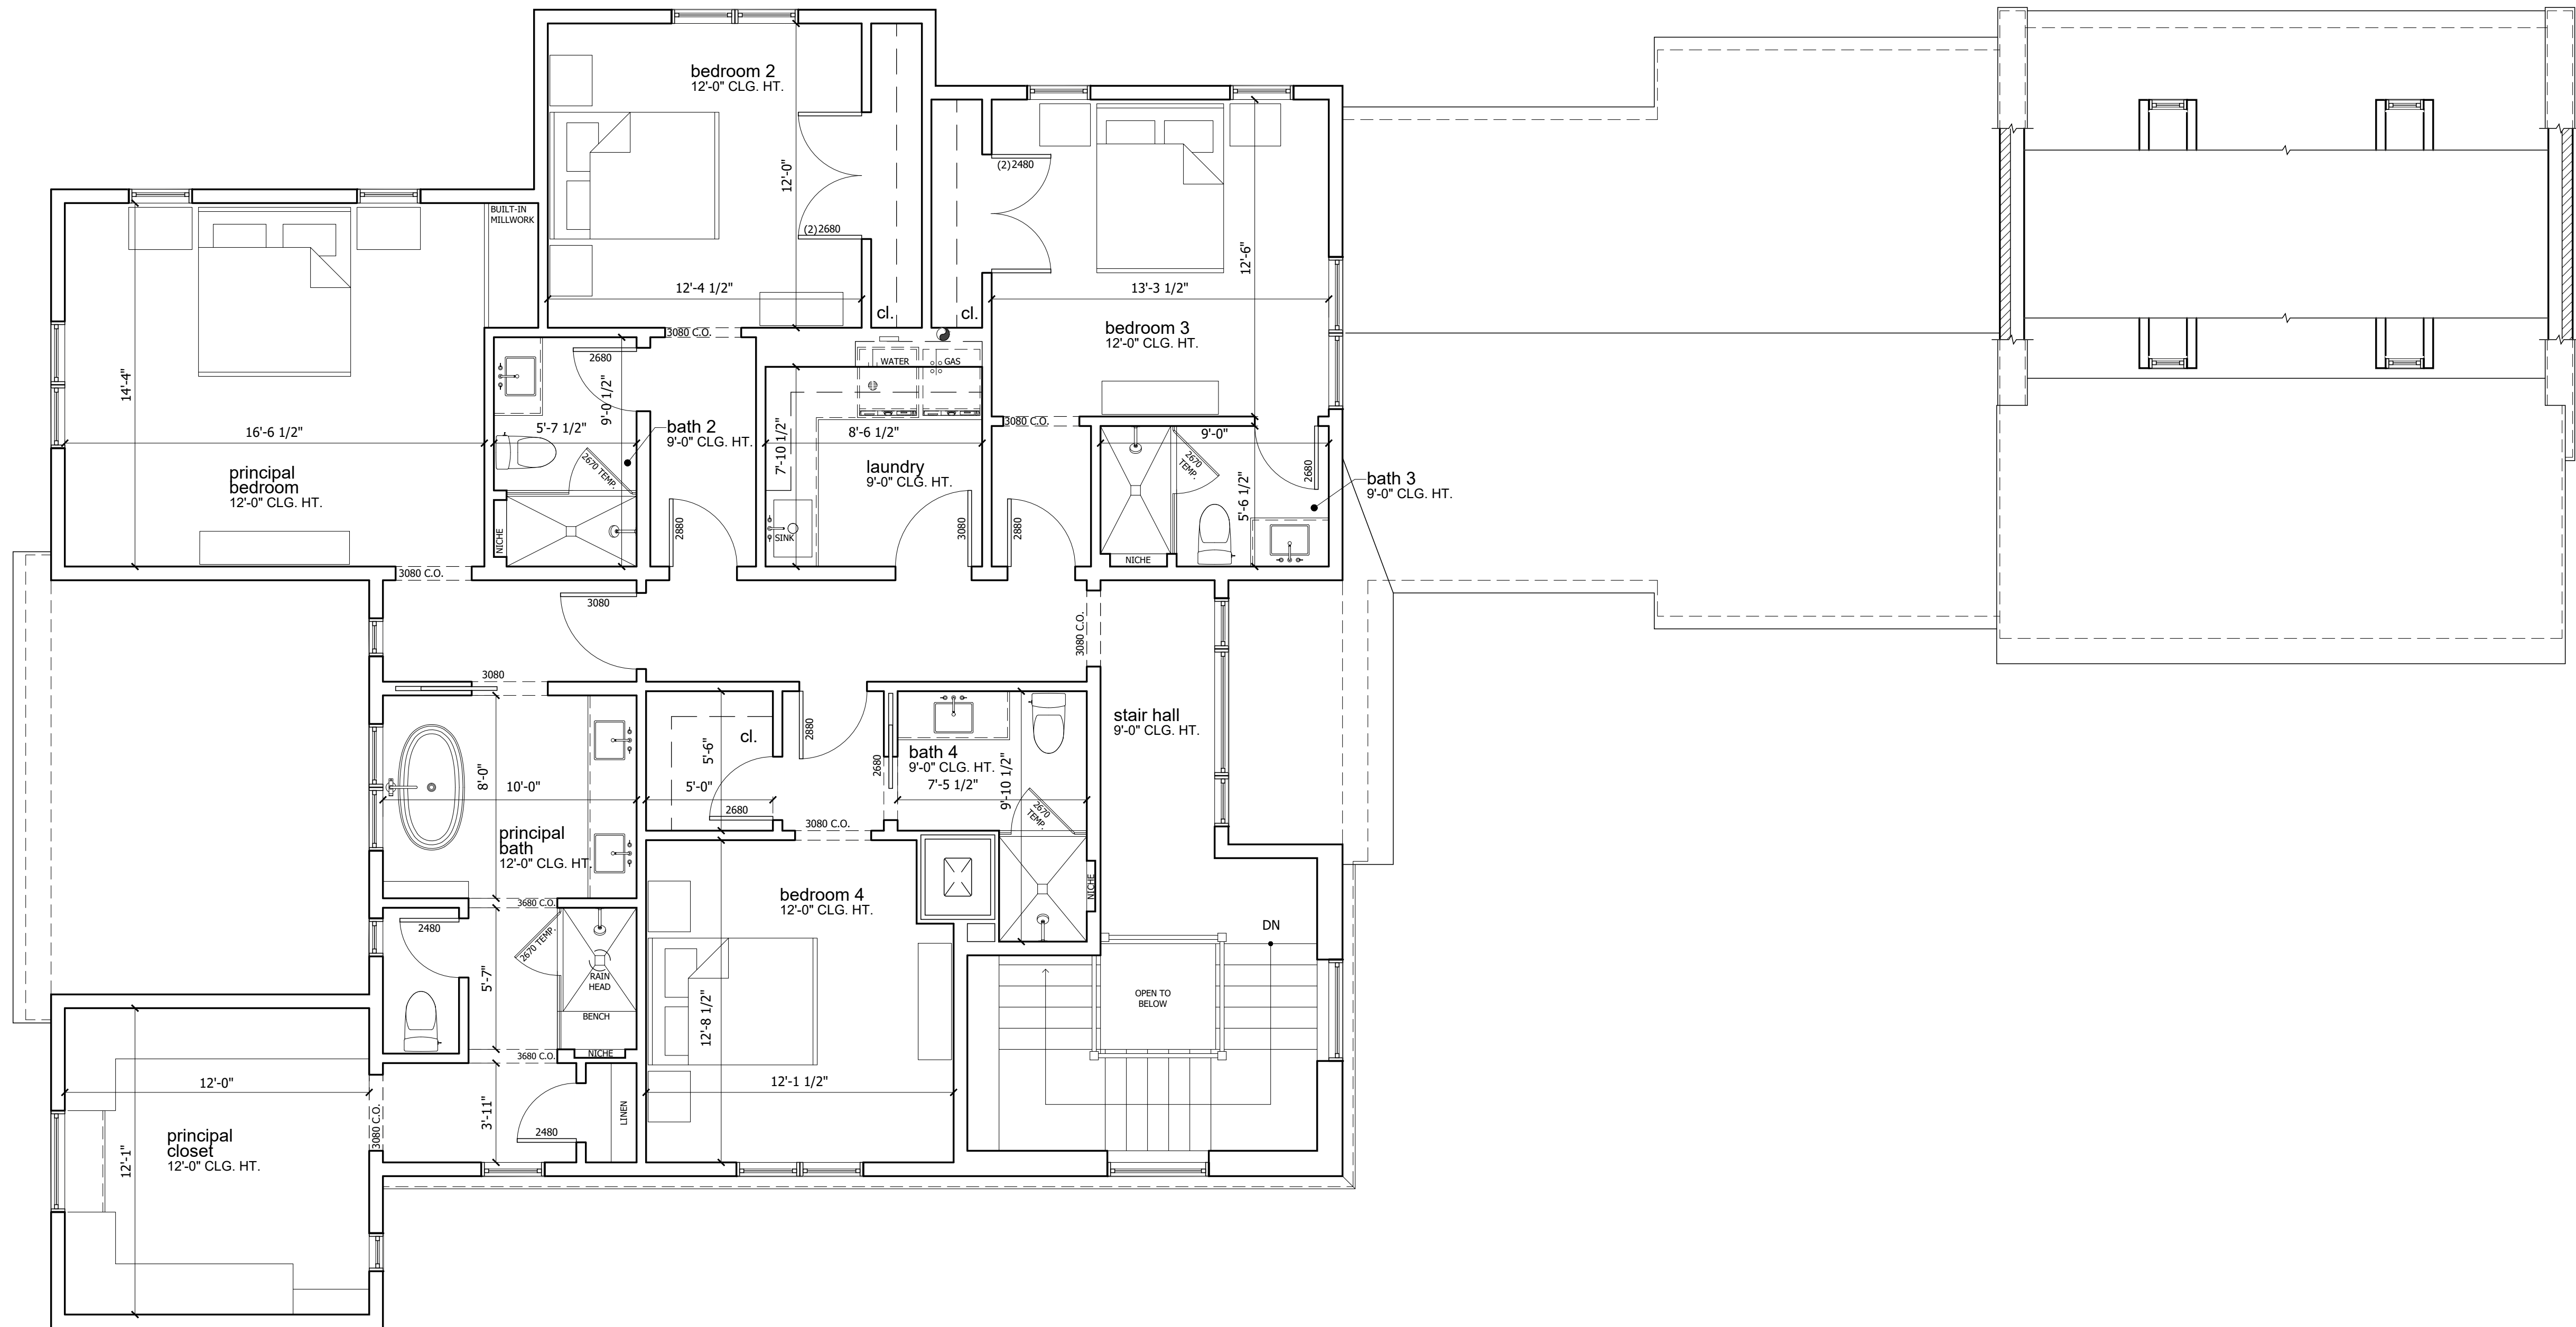 bedroom 2
12'-0" CLG. HT.
12'-0"
(2)2680
12'-4 1/2"
cl.
3080 C.O.
BUILT-IN
MILLWORK
14'-4"
16'-6 1/2"
principal
bedroom
12'-0" CLG. HT.
3080 C.O.
2680
9'-0 1/2"
5'-7 1/2"
2670 TEMP.
NICHE
bath 2
9'-0" CLG. HT.
2880
WATER
GAS
7'-10 1/2"
8'-6 1/2"
laundry
9'-0" CLG. HT.
SINK
3080
cl.
(2)2480
12'-6"
13'-3 1/2"
bedroom 3
12'-0" CLG. HT.
3080 C.O.
2880
9'-0"
2670
TEMP.
5'-6 1/2"
2680
NICHE
bath 3
9'-0" CLG. HT.
3080
3080 C.O.
3080
8'-0"
10'-0"
principal
bath
12'-0" CLG. HT.
cl.
5'-6"
5'-0"
2680
2880
2680
bath 4
9'-0" CLG. HT.
7'-5 1/2"
9'-10 1/2"
2670
TEMP.
NICHE
3080 C.O.
stair hall
9'-0" CLG. HT.
bedroom 4
12'-0" CLG. HT.
12'-8 1/2"
12'-1 1/2"
3680 C.O.
2480
2670 TEMP.
5'-7"
RAIN
HEAD
BENCH
NICHE
3680 C.O.
3'-11"
2480
LINEN
3080 C.O.
12'-0"
12'-1"
principal
closet
12'-0" CLG. HT.
DN
OPEN TO
BELOW